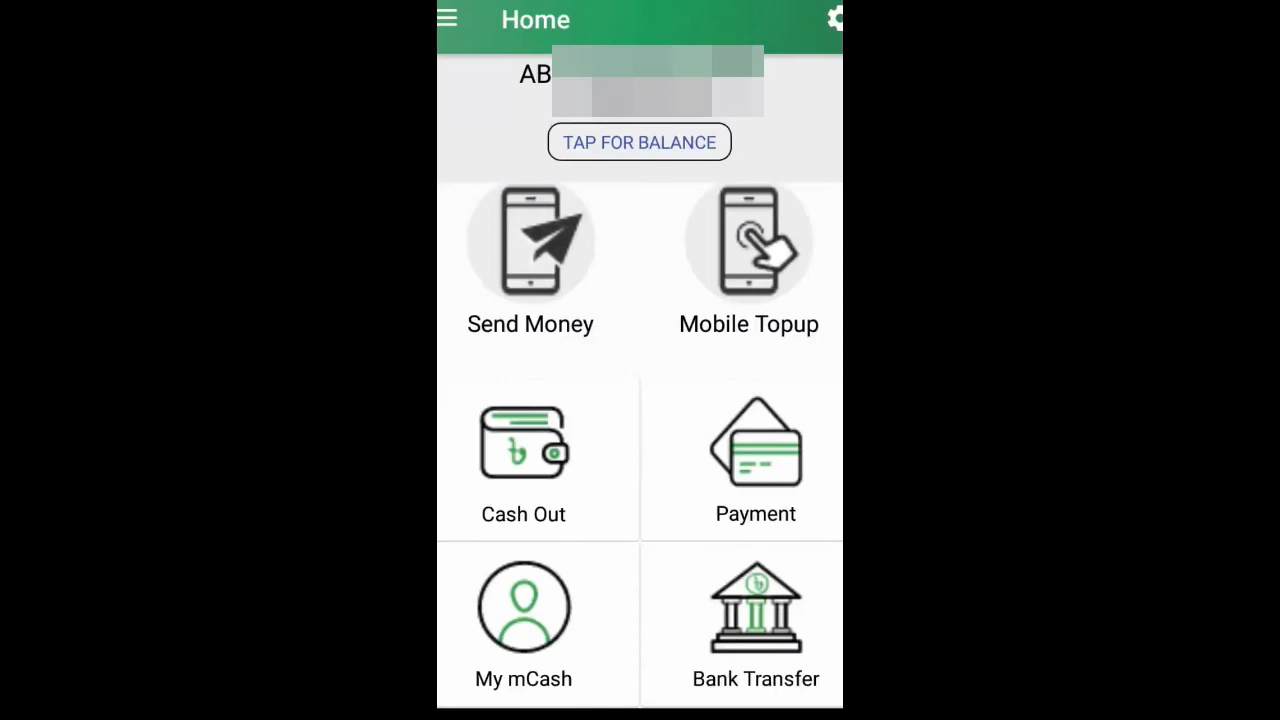 Home
AB
TAP FOR BALANCE
Send Money
Mobile Topup
৳
Cash Out
Payment
৳
My mCash
Bank Transfer